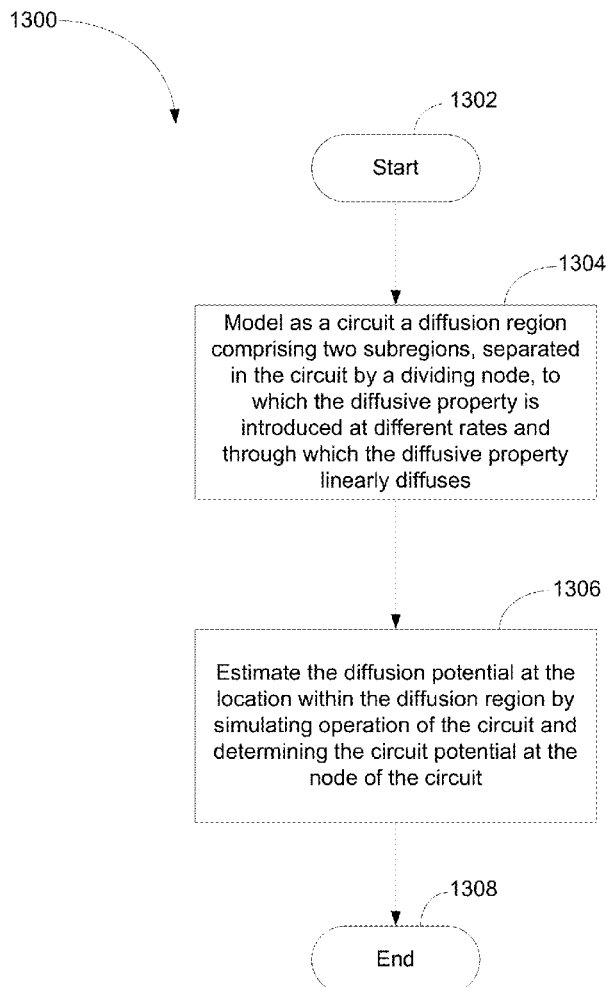 1300
1302
Start
1304
Model as a circuit a diffusion region
comprising two subregions, separated
in the circuit by a dividing node, to
which the diffusive property is
introduced at different rates and
through which the diffusive property
linearly diffuses
1306
Estimate the diffusion potential at the
location within the diffusion region by
simulating operation of the circuit and
determining the circuit potential at the
node of the circuit
1308
End